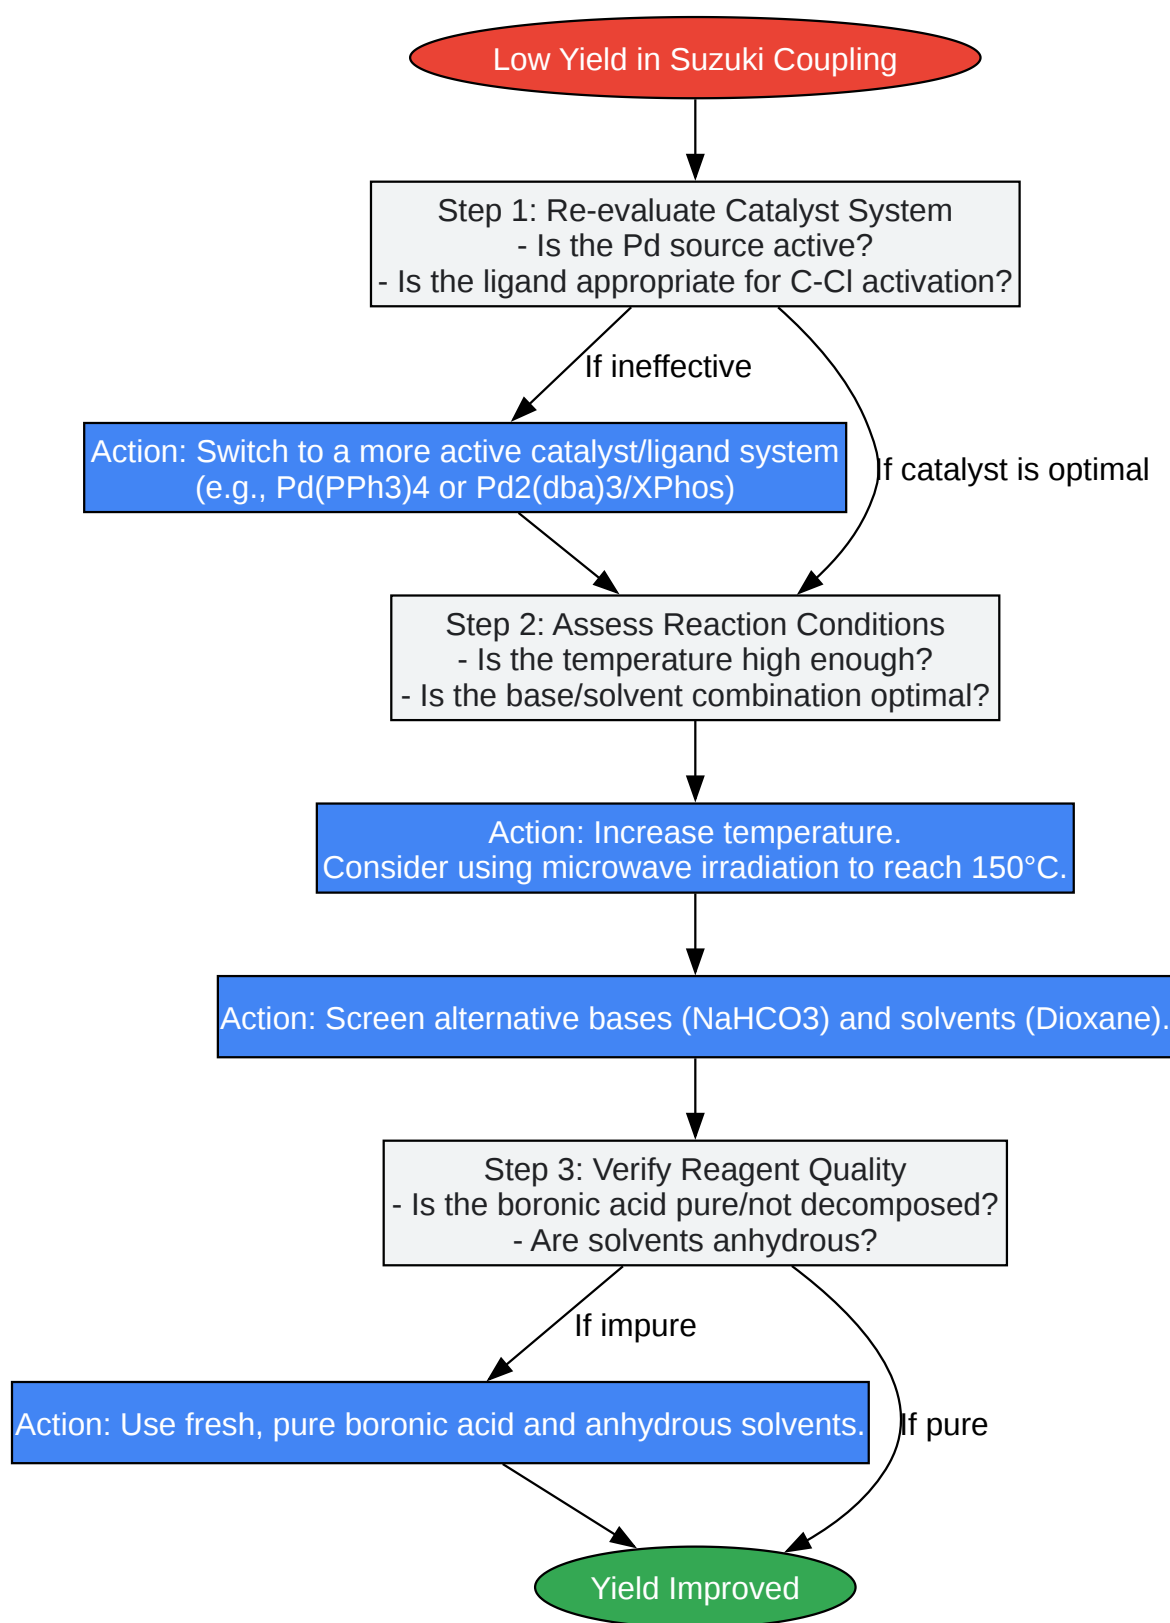 Low Yield in Suzuki Coupling
Step 1: Re-evaluate Catalyst System
- Is the Pd source active?
- Is the ligand appropriate for C-Cl activation?
If ineffective
Action: Switch to a more active catalyst/ligand system
(e.g., Pd(PPh3)4 or Pd2(dba)3/XPhos)
If catalyst is optimal
Step 2: Assess Reaction Conditions
- Is the temperature high enough?
- Is the base/solvent combination optimal?
Action: Increase temperature.
Consider using microwave irradiation to reach 150°C.
Action: Screen alternative bases (NaHCO3) and solvents (Dioxane).
Step 3: Verify Reagent Quality
- Is the boronic acid pure/not decomposed?
- Are solvents anhydrous?
If impure
Action: Use fresh, pure boronic acid and anhydrous solvents.
If pure
Yield Improved